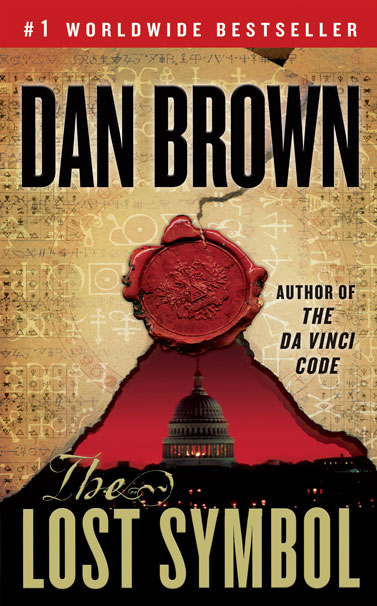 #1 WORLDWIDE BESTSELLER
DAN BROWN
AUTHOR OF
THE
DA VINCI
CODE
The
LOST SYMBOL